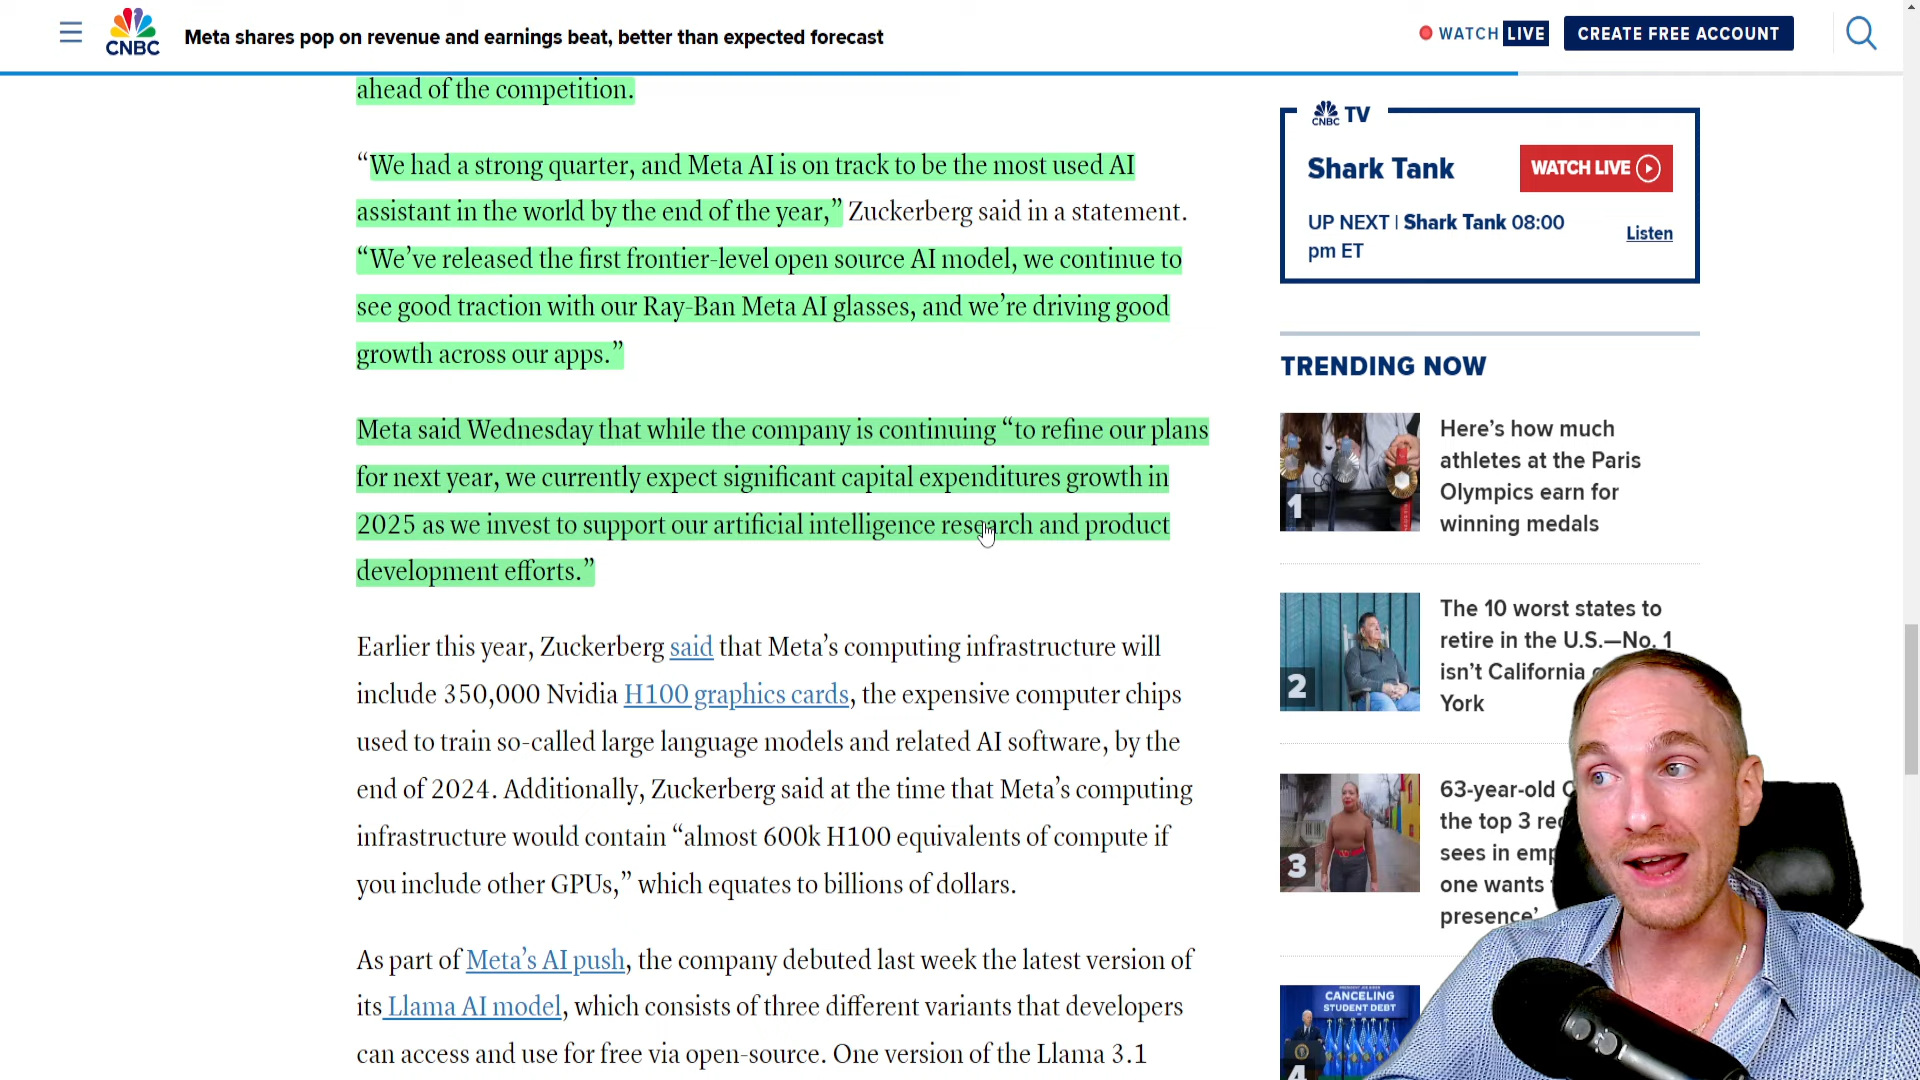 CNBC
Meta shares pop on revenue and earnings beat, better than expected forecast
WATCH LIVE
CREATE FREE ACCOUNT
ahead of the competition.
“We had a strong quarter, and Meta AI is on track to be the most used AI
assistant in the world by the end of the year,” Zuckerberg said in a statement.
“We’ve released the first frontier-level open source AI model, we continue to
see good traction with our Ray-Ban Meta AI glasses, and we’re driving good
growth across our apps.”
Meta said Wednesday that while the company is continuing “to refine our plans
for next year, we currently expect significant capital expenditures growth in
2025 as we invest to support our artificial intelligence research and product
development efforts.”
Earlier this year, Zuckerberg said that Meta’s computing infrastructure will
include 350,000 Nvidia H100 graphics cards, the expensive computer chips
used to train so-called large language models and related AI software, by the
end of 2024. Additionally, Zuckerberg said at the time that Meta’s computing
infrastructure would contain “almost 600k H100 equivalents of compute if
you include other GPUs,” which equates to billions of dollars.
As part of Meta’s AI push, the company debuted last week the latest version of
its Llama AI model, which consists of three different variants that developers
can access and use for free via open-source. One version of the Llama 3.1
CNBC TV
Shark Tank
WATCH LIVE
UP NEXT | Shark Tank 08:00
pm ET
Listen
TRENDING NOW
1
Here’s how much
athletes at the Paris
Olympics earn for
winning medals
2
The 10 worst states to
retire in the U.S.—No. 1
isn’t California
York
3
63-year-old
the top 3
sees in
one wants
presence’
CANCELING
STUDENT DEBT
4